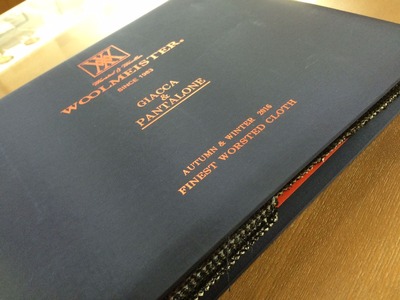 WOOLMEISTER.
SINCE 1983
GIACCA
&
PANTALONE
AUTUMN & WINTER 2016
FINEST WORSTED CLOTH